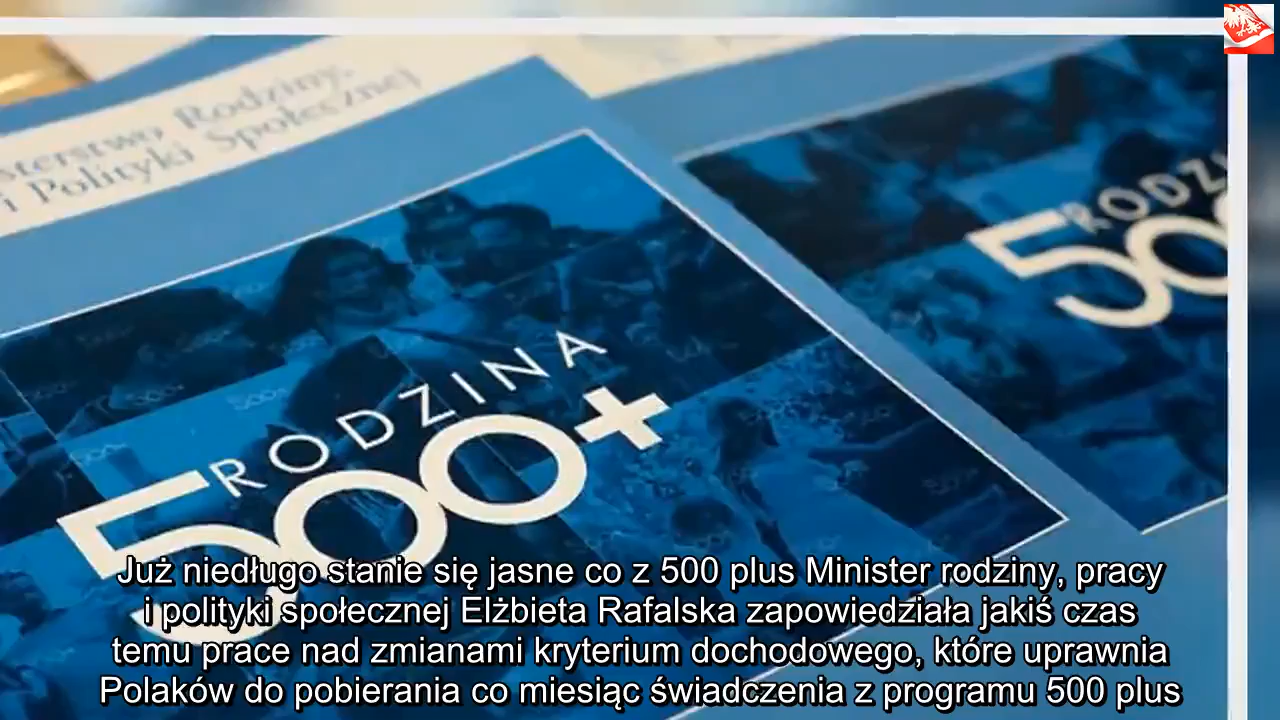 Rodziny,
i Polityki Społecznej
RODZINA
500+
500
Już niedługo stanie się jasne co z 500 plus Minister rodziny, pracy
i polityki społecznej Elżbieta Rafalska zapowiedziała jakiś czas
temu prace nad zmianami kryterium dochodowego, które uprawnia
Polaków do pobierania co miesiąc świadczenia z programu 500 plus